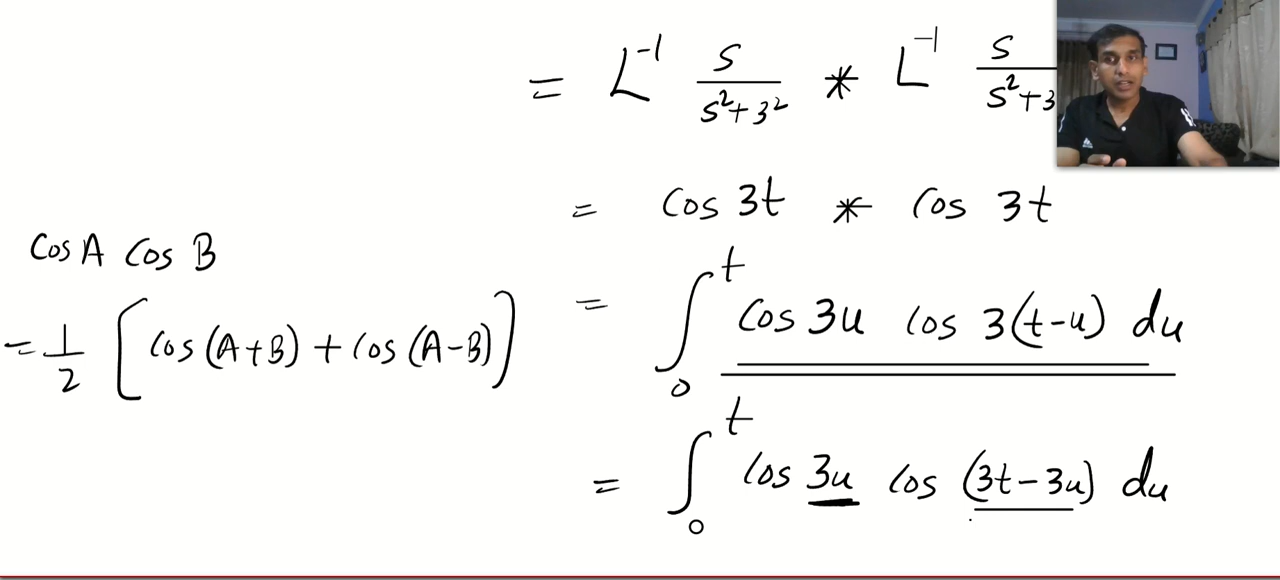 = L⁻¹ s/(s²+3²) * L⁻¹ s/(s²+3
= Cos 3t * Cos 3t
Cos A Cos B
= 1/2 [Cos (A+B) + Cos (A-B)]
= ∫₀ᵗ Cos 3u Cos 3(t-u) du
= ∫₀ᵗ Cos 3u Cos (3t-3u) du